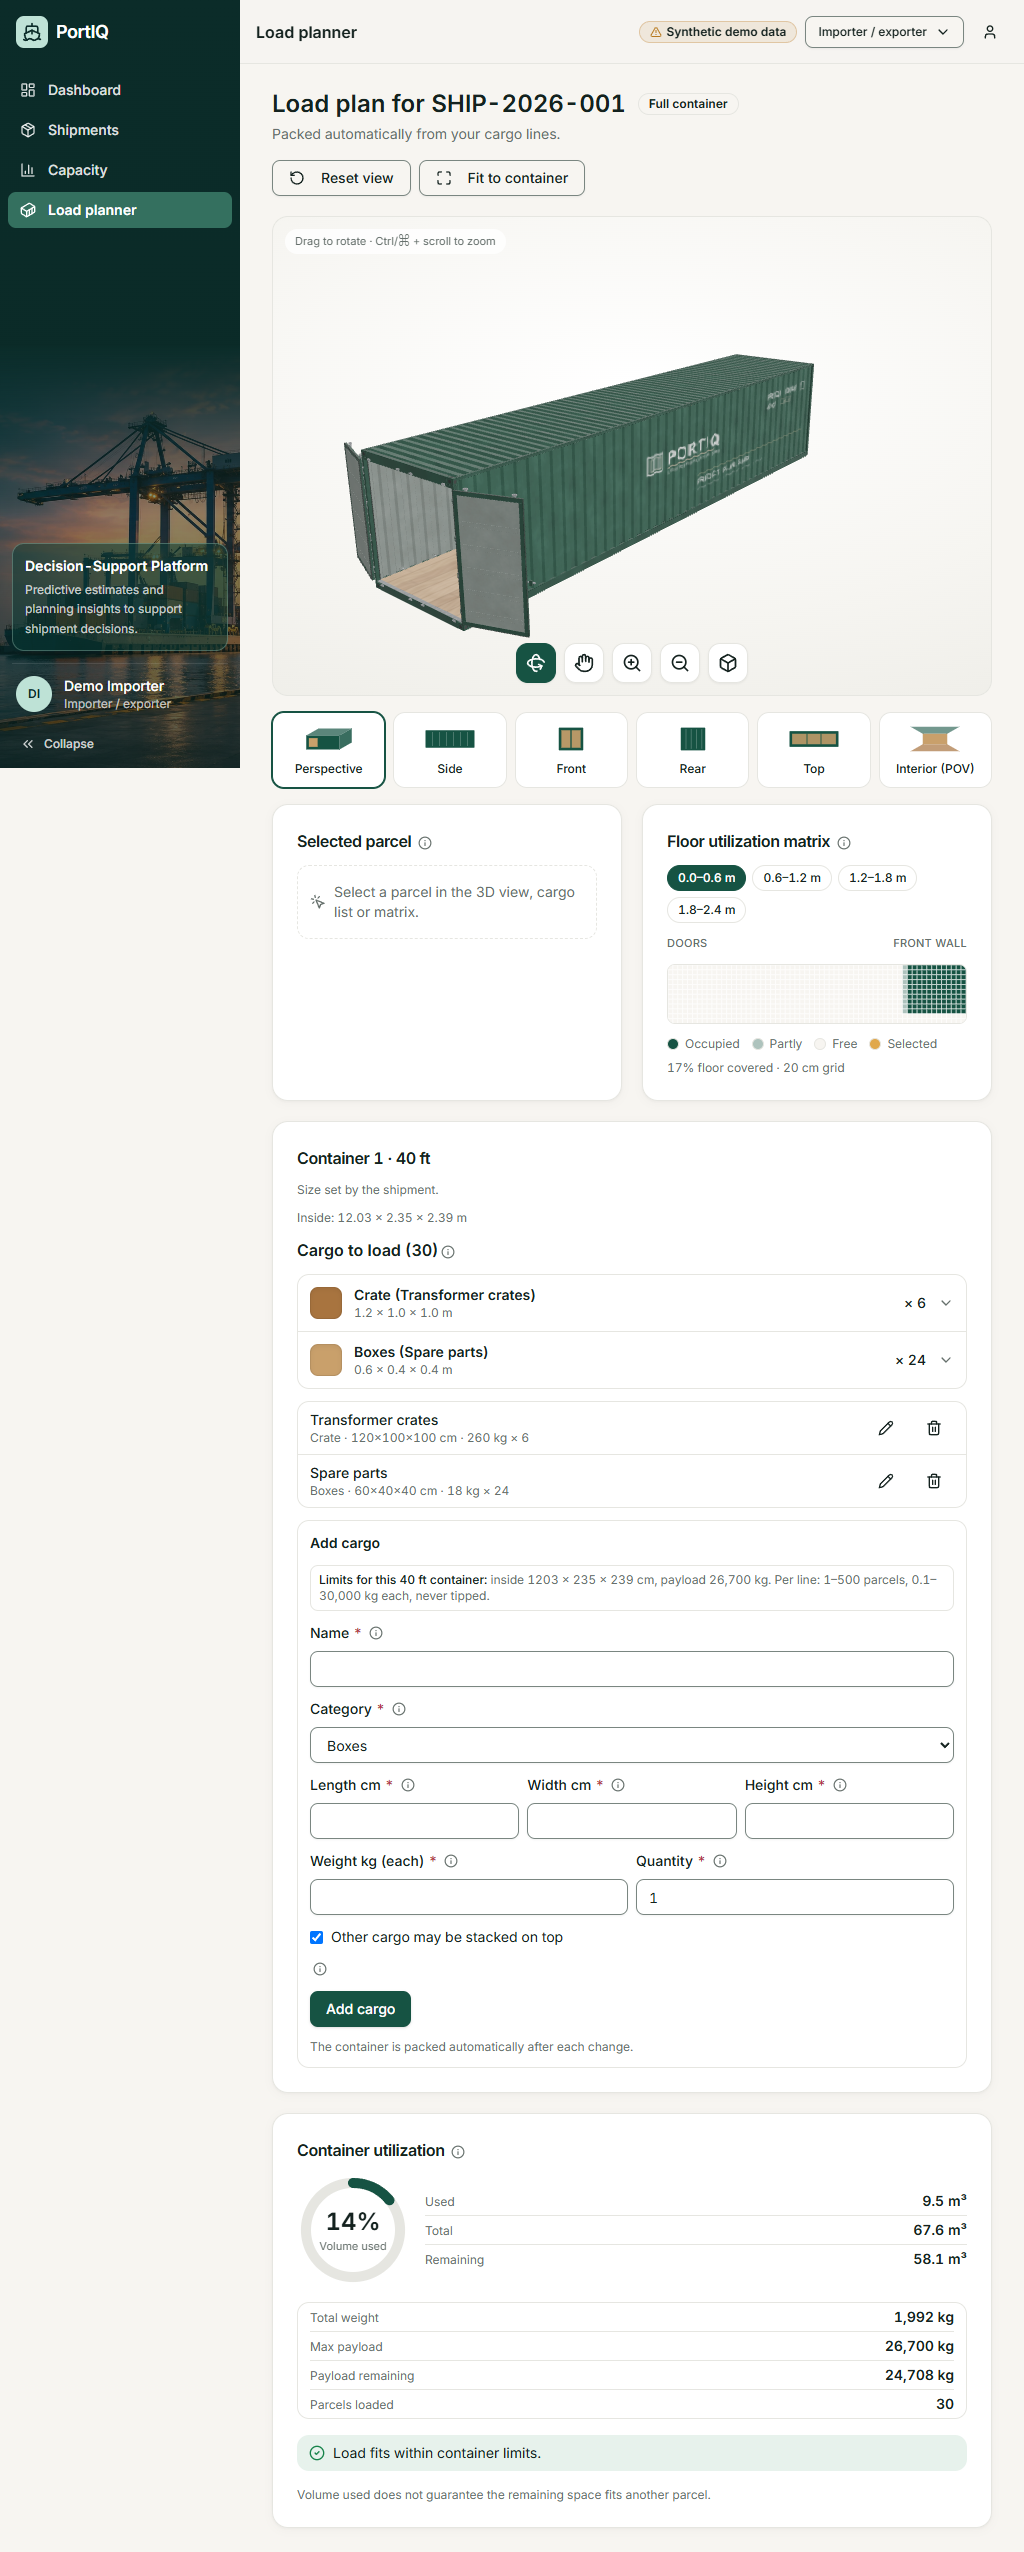 PortIQ
Dashboard
Shipments
Capacity
Load planner
Decision-Support Platform
Predictive estimates and
planning insights to support
shipment decisions.
DI
Demo Importer
Importer / exporter
Collapse
Load planner
Synthetic demo data
Importer / exporter
Load plan for SHIP-2026-001
Full container
Packed automatically from your cargo lines.
Reset view
Fit to container
Drag to rotate · Ctrl/⌘ + scroll to zoom
PORTIQ
Perspective
Side
Front
Rear
Top
Interior (POV)
Selected parcel
Select a parcel in the 3D view, cargo
list or matrix.
Floor utilization matrix
0.0–0.6 m
0.6–1.2 m
1.2–1.8 m
1.8–2.4 m
DOORS
FRONT WALL
Occupied
Partly
Free
Selected
17% floor covered · 20 cm grid
Container 1 · 40 ft
Size set by the shipment.
Inside: 12.03 × 2.35 × 2.39 m
Cargo to load (30)
Crate (Transformer crates)
1.2 × 1.0 × 1.0 m
× 6
Boxes (Spare parts)
0.6 × 0.4 × 0.4 m
× 24
Transformer crates
Crate · 120×100×100 cm · 260 kg × 6
Spare parts
Boxes · 60×40×40 cm · 18 kg × 24
Add cargo
Limits for this 40 ft container: inside 1203 × 235 × 239 cm, payload 26,700 kg. Per line: 1–500 parcels, 0.1–
30,000 kg each, never tipped.
Name *
Category *
Boxes
Length cm *
Width cm *
Height cm *
Weight kg (each) *
Quantity *
1
Other cargo may be stacked on top
Add cargo
The container is packed automatically after each change.
Container utilization
14%
Volume used
Used
9.5 m³
Total
67.6 m³
Remaining
58.1 m³
Total weight
1,992 kg
Max payload
26,700 kg
Payload remaining
24,708 kg
Parcels loaded
30
Load fits within container limits.
Volume used does not guarantee the remaining space fits another parcel.